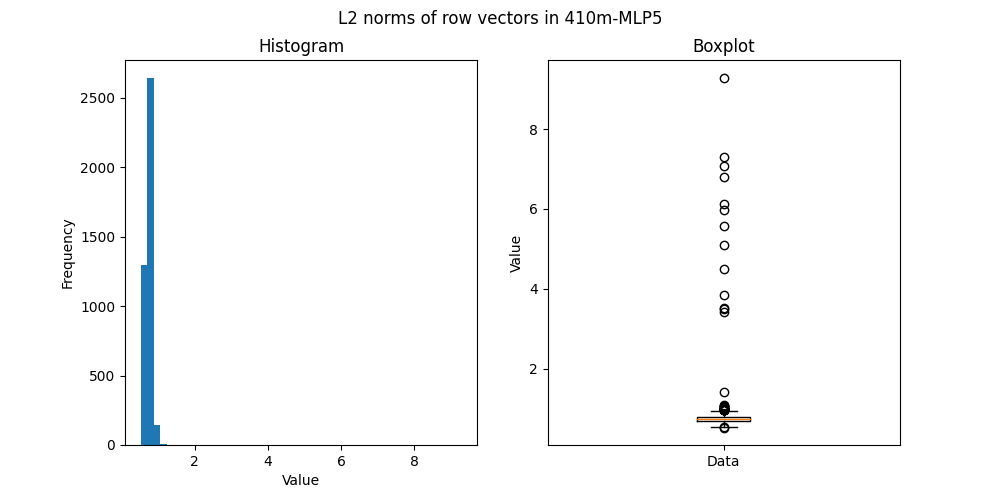 L2 norms of row vectors in 410m-MLP5
Histogram
Frequency
2500
2000
1500
1000
500
0
2 4 6 8
Value
Boxplot
Value
8
6
4
2
Data